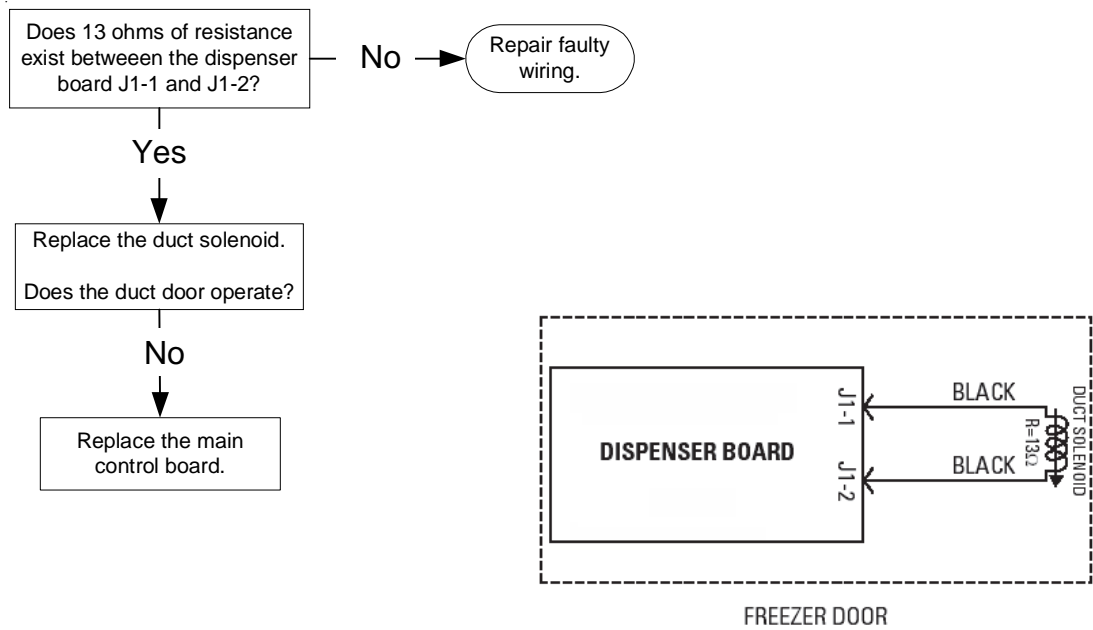 Does 13 ohms of resistance
exist betweeen the dispenser
board J1-1 and J1-2?
No
Repair faulty
wiring.
Yes
Replace the duct solenoid.
Does the duct door operate?
No
Replace the main
control board.
DISPENSER BOARD
J1-1
J1-2
BLACK
BLACK
R=13Ω
DUCT SOLENOID
FREEZER DOOR